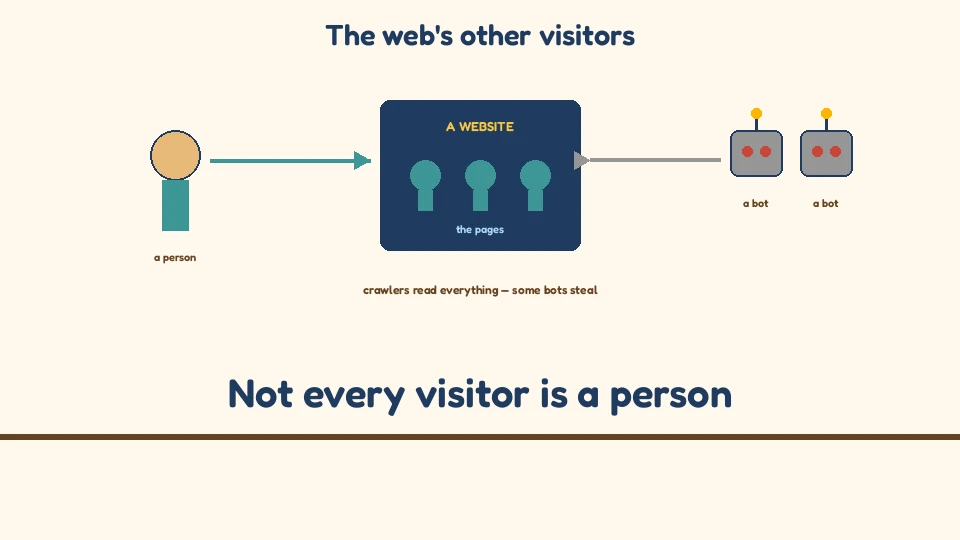 The web's other visitors
A WEBSITE
the pages
a person
a bot
a bot
crawlers read everything — some bots steal
Not every visitor is a person